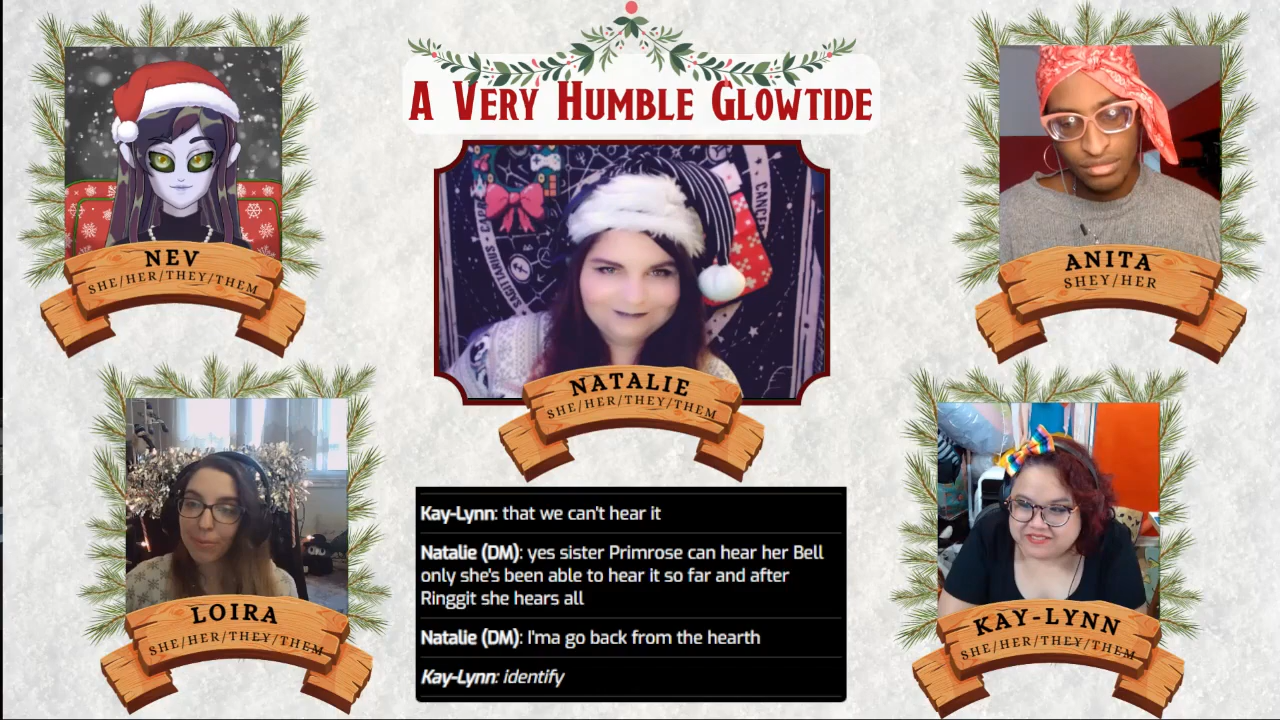 A Very Humble Glowtide
NEV
SHE/HER/THEY/THEM
ANITA
SHEY/HER
CANCER
SAGITTARIUS
NATALIE
SHE/HER/THEY/THEM
LOIRA
SHE/HER/THEY/THEM
KAY-LYNN
SHE/HER/THEY/THEM
Kay-Lynn: that we can't hear it
Natalie (DM): yes sister Primrose can hear her Bell
only she's been able to hear it so far and after
Ringgit she hears all
Natalie (DM): I'ma go back from the hearth
Kay-Lynn: identify